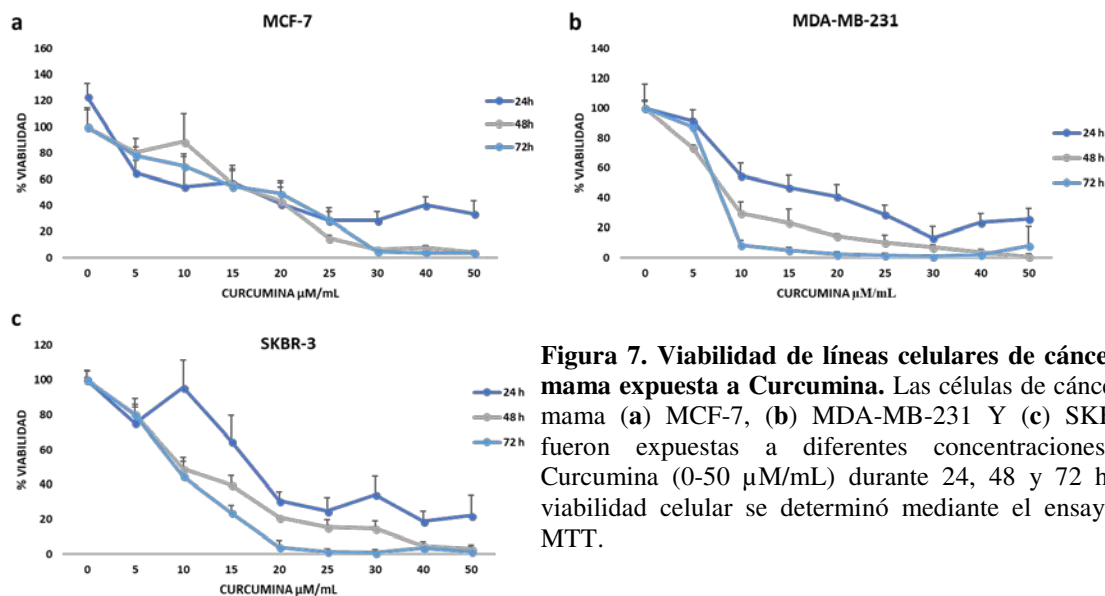 a
MCF-7
160
140
120
100
80
60
40
20
0
% VIABILIDAD
0 5 10 15 20 25 30 40 50
CURCUMINA µM/mL
24h
48h
72h
b
MDA-MB-231
140
120
100
80
60
40
20
0
% VIABILIDAD
0 5 10 15 20 25 30 40 50
CURCUMINA µM/mL
24 h
48 h
72 h
c
SKBR-3
120
100
80
60
40
20
0
% VIABILIDAD
0 5 10 15 20 25 30 40 50
CURCUMINA µM/mL
24 h
48 h
72 h
Figura 7. Viabilidad de líneas celulares de cánce
mama expuesta a Curcumina. Las células de cánce
mama (a) MCF-7, (b) MDA-MB-231 Y (c) SKI
fueron expuestas a diferentes concentraciones
Curcumina (0-50 µM/mL) durante 24, 48 y 72 h
viabilidad celular se determinó mediante el ensay
MTT.